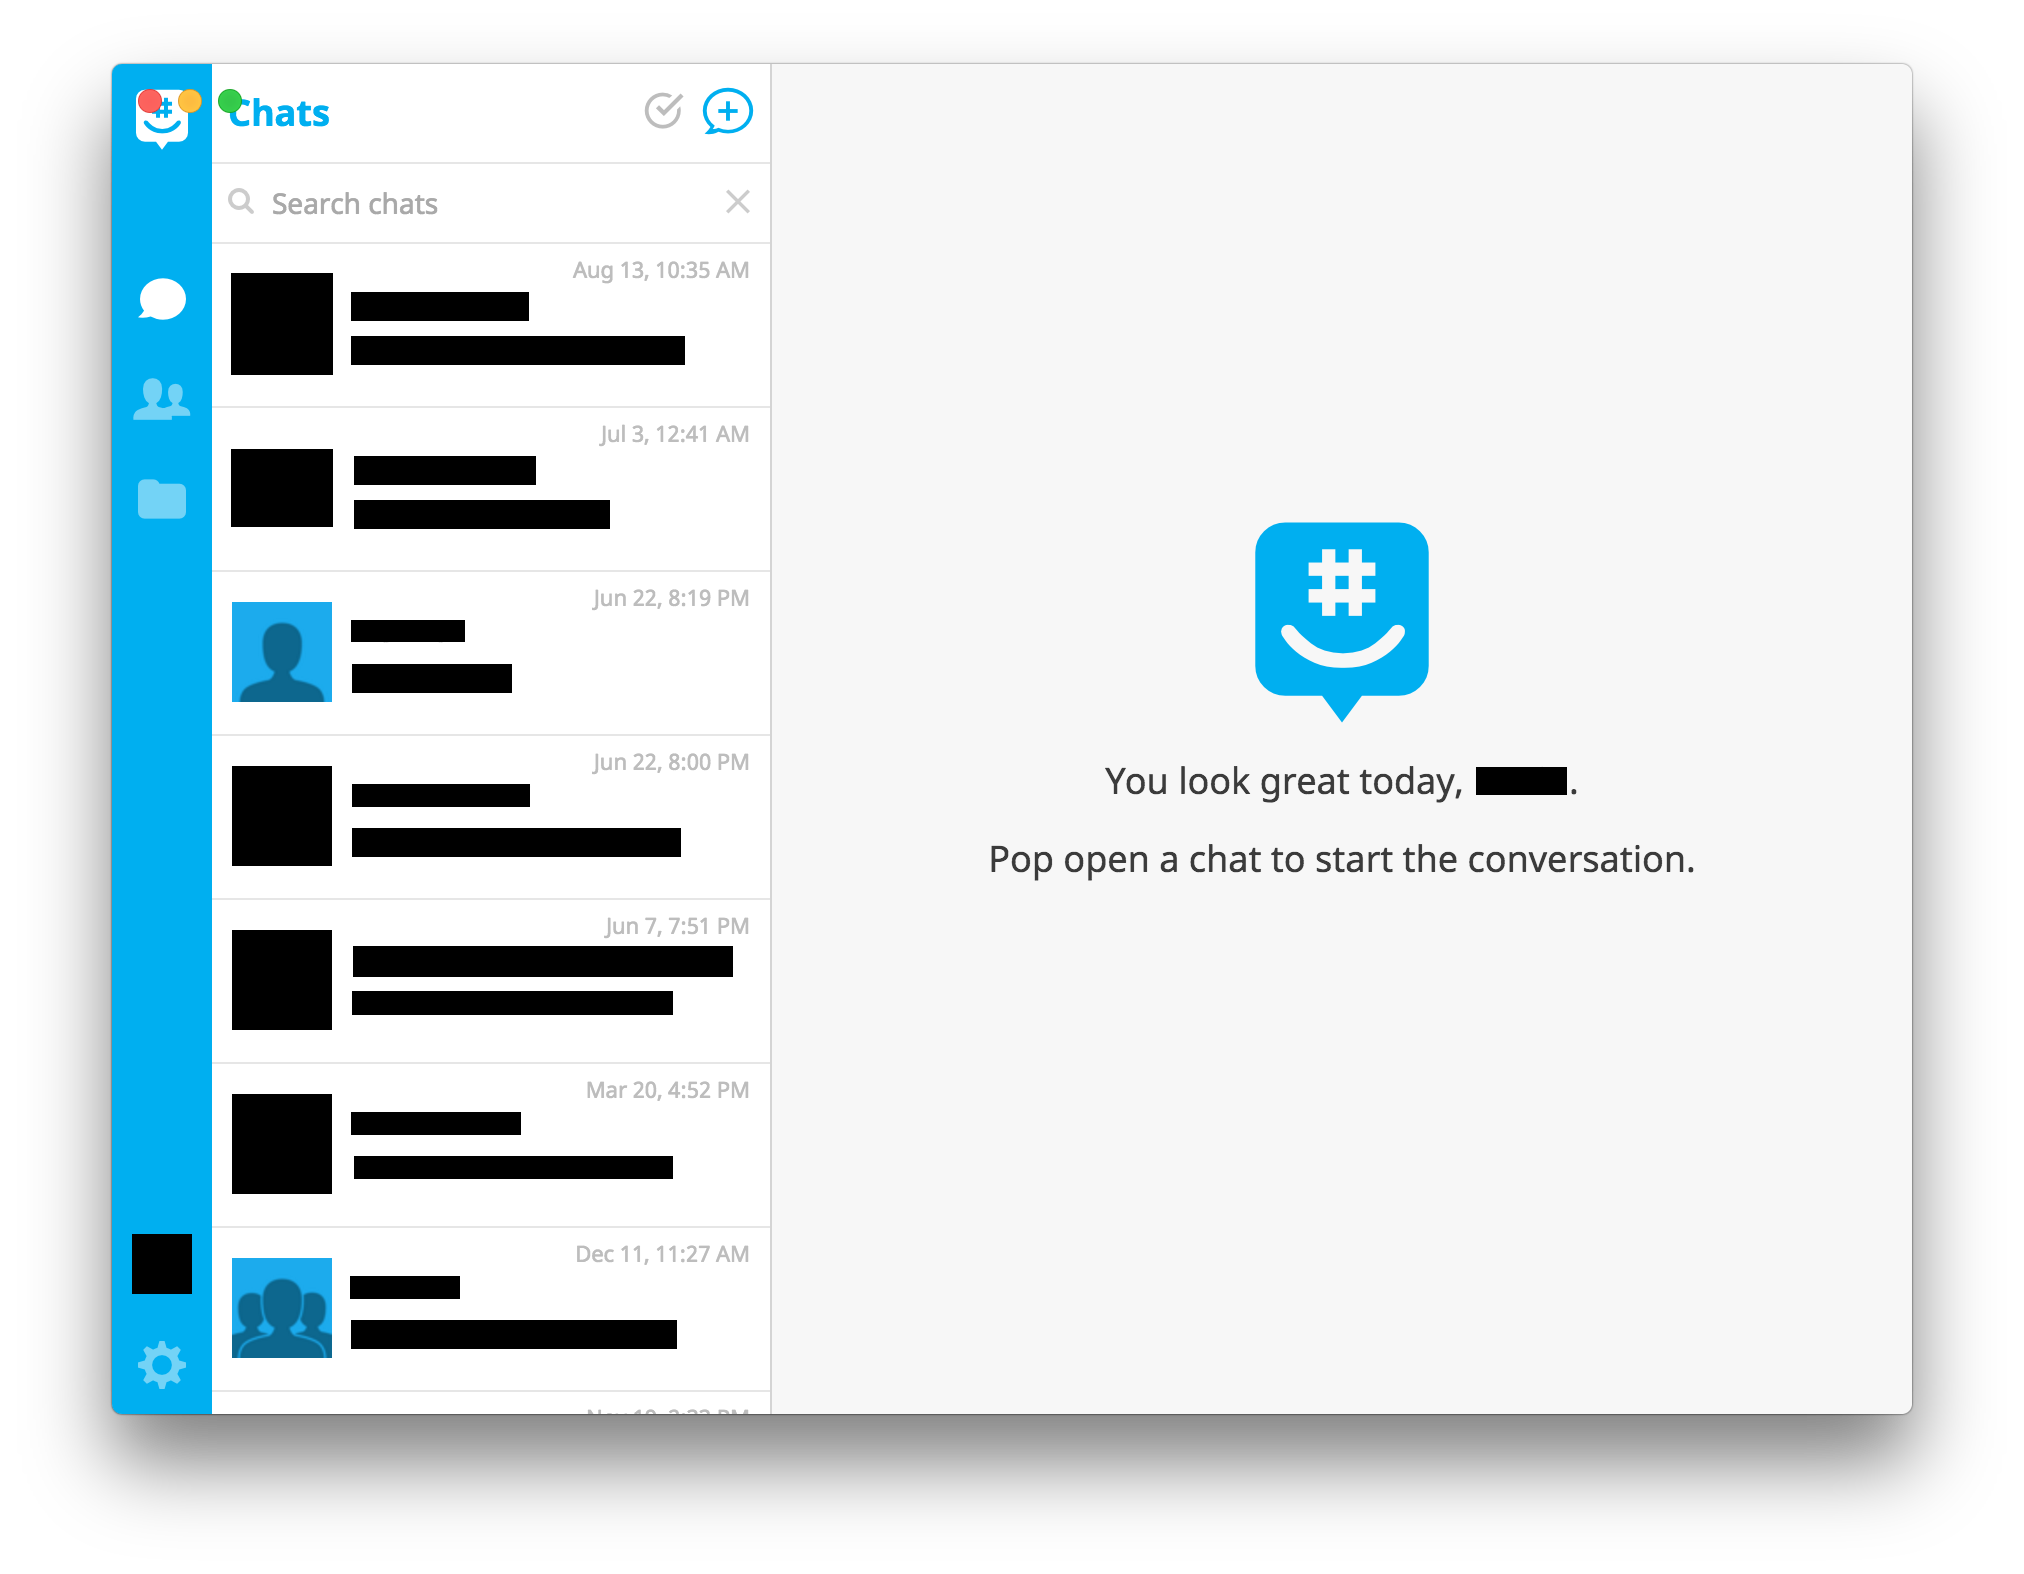 Chats
Search chats
Aug 13, 10:35 AM
Jul 3, 12:41 AM
Jun 22, 8:19 PM
Jun 22, 8:00 PM
Jun 7, 7:51 PM
Mar 20, 4:52 PM
Dec 11, 11:27 AM
#
You look great today, .
Pop open a chat to start the conversation.